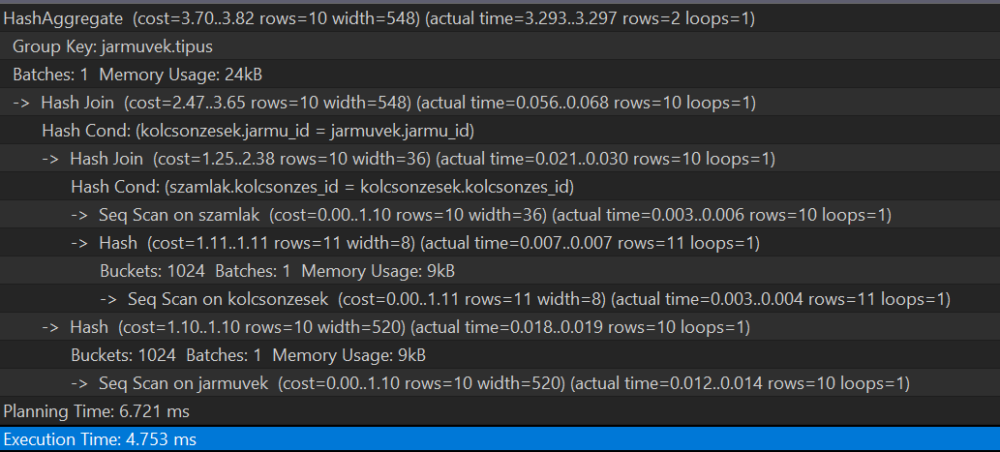 HashAggregate (cost=3.70..3.82 rows=10 width=548) (actual time=3.293..3.297 rows=2 loops=1)
Group Key: jarmuvek.tipus
Batches: 1 Memory Usage: 24kB
-> Hash Join (cost=2.47..3.65 rows=10 width=548) (actual time=0.056..0.068 rows=10 loops=1)
Hash Cond: (kolcsonzesek.jarmu_id = jarmuvek.jarmu_id)
-> Hash Join (cost=1.25..2.38 rows=10 width=36) (actual time=0.021..0.030 rows=10 loops=1)
Hash Cond: (szamlak.kolcsonzes_id = kolcsonzesek.kolcsonzes_id)
-> Seq Scan on szamlak (cost=0.00..1.10 rows=10 width=36) (actual time=0.003..0.006 rows=10 loops=1)
-> Hash (cost=1.11..1.11 rows=11 width=8) (actual time=0.007..0.007 rows=11 loops=1)
Buckets: 1024 Batches: 1 Memory Usage: 9kB
-> Seq Scan on kolcsonzesek (cost=0.00..1.11 rows=11 width=8) (actual time=0.003..0.004 rows=11 loops=1)
-> Hash (cost=1.10..1.10 rows=10 width=520) (actual time=0.018..0.019 rows=10 loops=1)
Buckets: 1024 Batches: 1 Memory Usage: 9kB
-> Seq Scan on jarmuvek (cost=0.00..1.10 rows=10 width=520) (actual time=0.012..0.014 rows=10 loops=1)
Planning Time: 6.721 ms
Execution Time: 4.753 ms